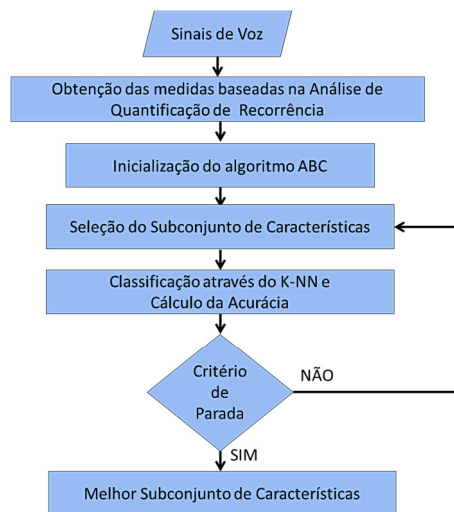 Sinais de Voz
Obtenção das medidas baseadas na Análise de
Quantificação de Recorrência
Inicialização do algoritmo ABC
Seleção do Subconjunto de Características
Classificação através do K-NN e
Cálculo da Acurácia
Critério
de
Parada
NÃO
SIM
Melhor Subconjunto de Características